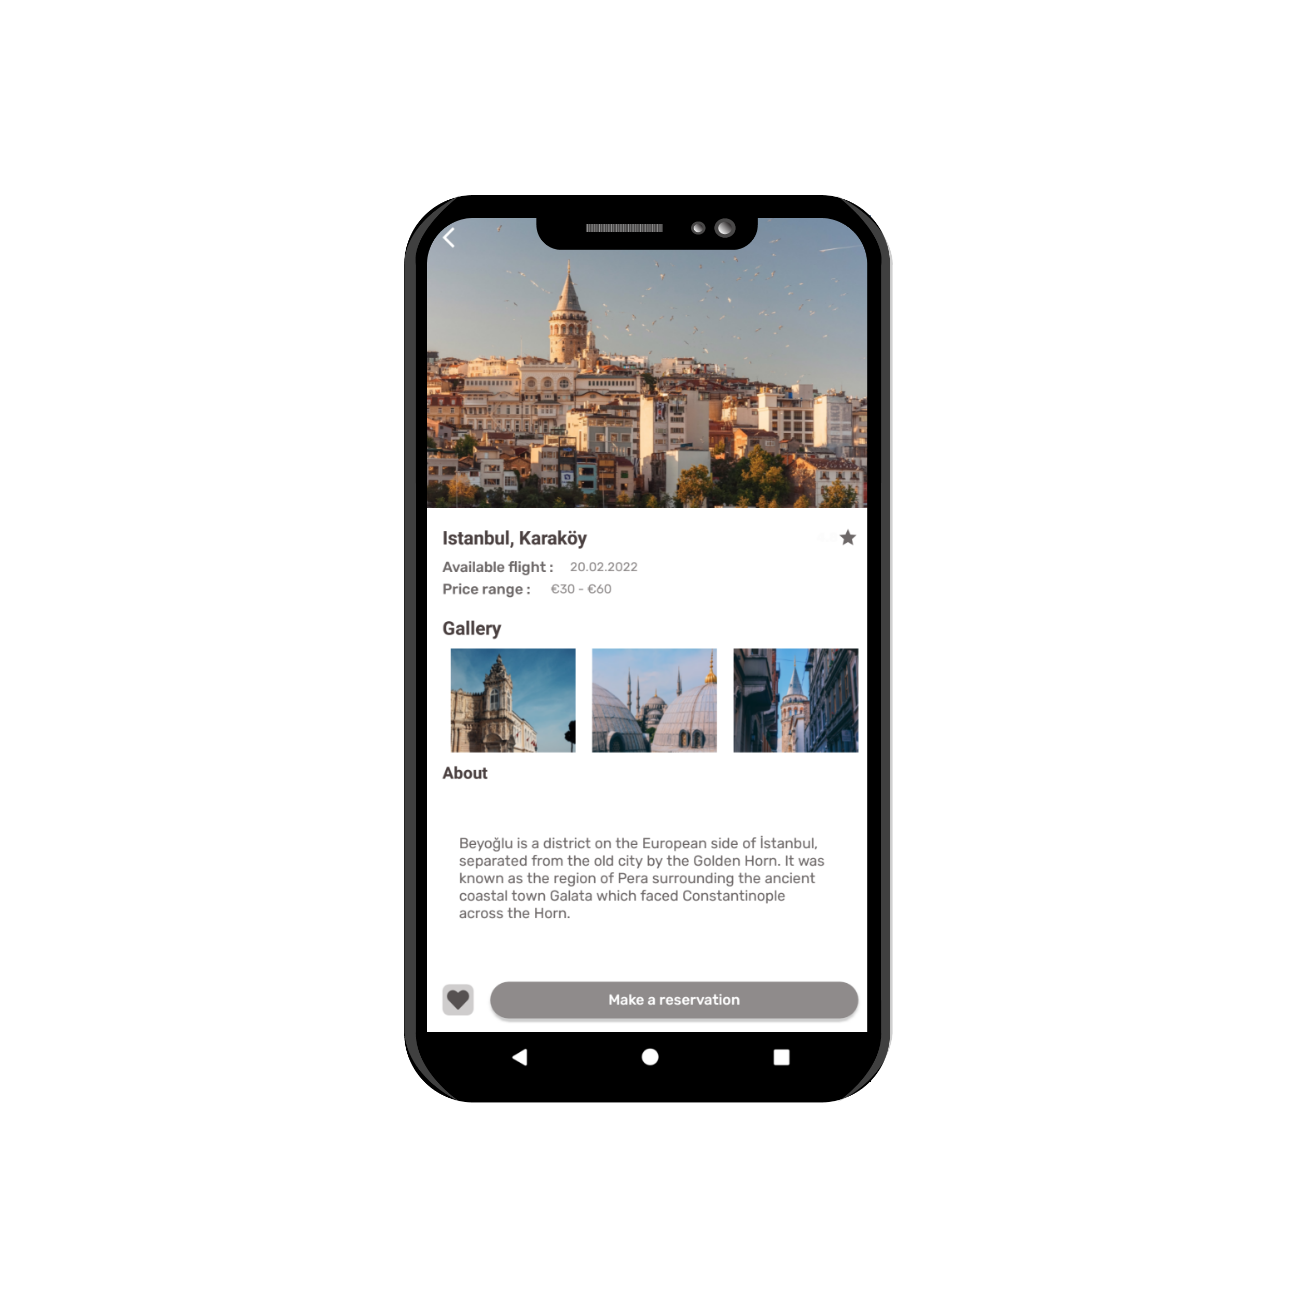 Istanbul, Karaköy
Available flight : 20.02.2022
Price range : €30 - €60
Gallery
About
Beyoğlu is a district on the European side of İstanbul,
separated from the old city by the Golden Horn. It was
known as the region of Pera surrounding the ancient
coastal town Galata which faced Constantinople
across the Horn.
Make a reservation